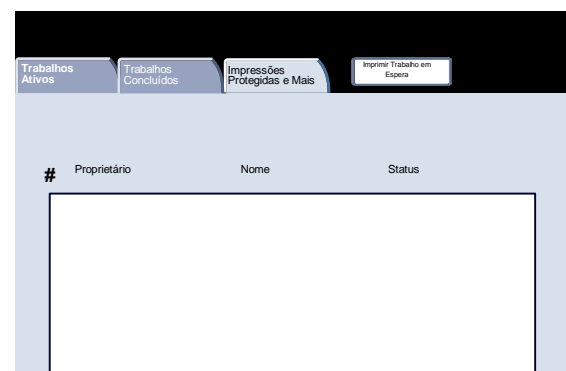 Trabalhos
Ativos
Trabalhos
Concluídos
Impressões
Protegidas e Mais
Imprimir Trabalho em
Espera
# Proprietário Nome Status